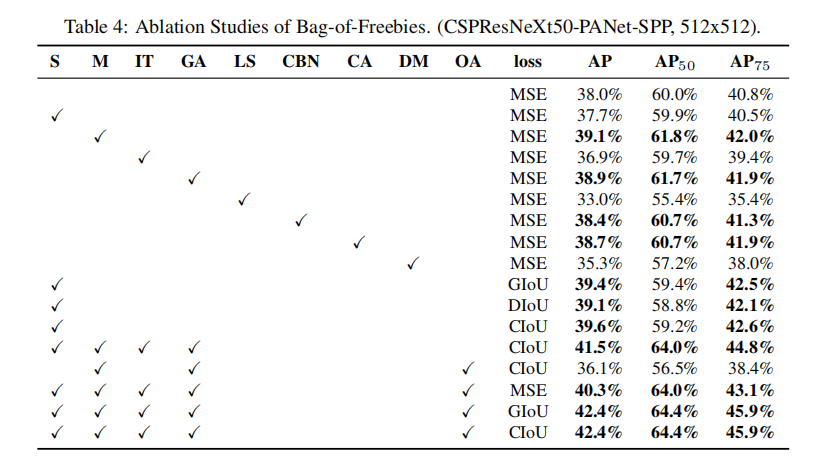 Table 4: Ablation Studies of Bag-of-Freebies. (CSPResNeXt50-PANet-SPP, 512x512).
S M IT GA LS CBN CA DM OA loss AP AP50 AP75
MSE 38.0% 60.0% 40.8%
✓ MSE 37.7% 59.9% 40.5%
✓ MSE 39.1% 61.8% 42.0%
✓ MSE 36.9% 59.7% 39.4%
✓ MSE 38.9% 61.7% 41.9%
✓ MSE 33.0% 55.4% 35.4%
✓ MSE 38.4% 60.7% 41.3%
✓ MSE 38.7% 60.7% 41.9%
✓ MSE 35.3% 57.2% 38.0%
✓ GIoU 39.4% 59.4% 42.5%
✓ DIoU 39.1% 58.8% 42.1%
✓ CIoU 39.6% 59.2% 42.6%
✓ ✓ ✓ ✓ CIoU 41.5% 64.0% 44.8%
✓ ✓ ✓ CIoU 36.1% 56.5% 38.4%
✓ ✓ ✓ ✓ ✓ MSE 40.3% 64.0% 43.1%
✓ ✓ ✓ ✓ ✓ GIoU 42.4% 64.4% 45.9%
✓ ✓ ✓ ✓ ✓ CIoU 42.4% 64.4% 45.9%